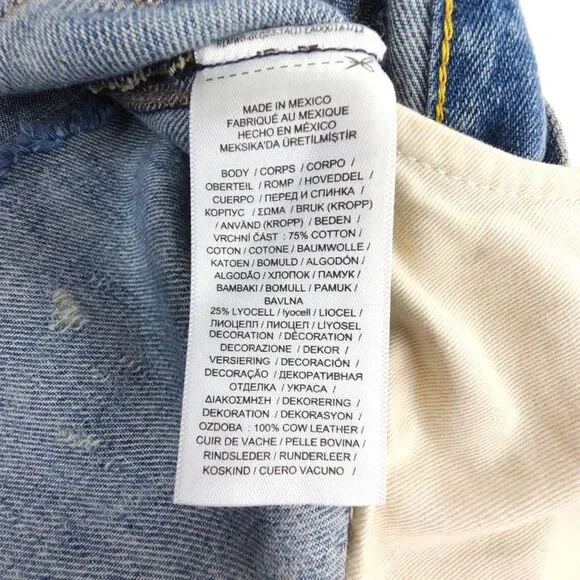 MADE IN MEXICO
FABRIQUÉ AU MEXIQUE
HECHO EN MÉXICO
MEKSIKA'DA ÜRETİLMİŞTİR
BODY / CORPS / CORPO /
OBERTEIL / ROMP / HOVEDDEL /
CUERPO / ПЕРЕД И СПИНКА /
КОРПУС / ΣΩΜΑ / BRUK (KROPP)
/ ANVÄND (KROPP) / BEDEN /
VRCHNÍ ČÁST : 75% COTTON /
COTON / COTONE / BAUMWOLLE /
KATOEN / BOMULD / ALGODÓN /
ALGODÃO / ХЛОПОК / ПАМУК /
BAMBAKI / BOMULL / PAMUK /
BAVLNA
25% LYOCELL / lyocell / LIOCEL /
ЛИОЦЕЛЛ / ЛИОЦЕЛ / LİYOSEL
DECORATION / DÉCORATION /
DECORAZIONE / DEKOR /
VERSIERING / DECORACIÓN /
DECORAÇÃO / ДЕКОРАТИВНАЯ
ОТДЕЛКА / УКРАСА /
ΔΙΑΚΟΣΜΗΣΗ / DEKORERING /
DEKORATION / DEKORASYON /
OZDOBA : 100% COW LEATHER /
CUIR DE VACHE / PELLE BOVINA /
RINDSLEDER / RUNDERLEER /
KOSKIND / CUERO VACUNO /